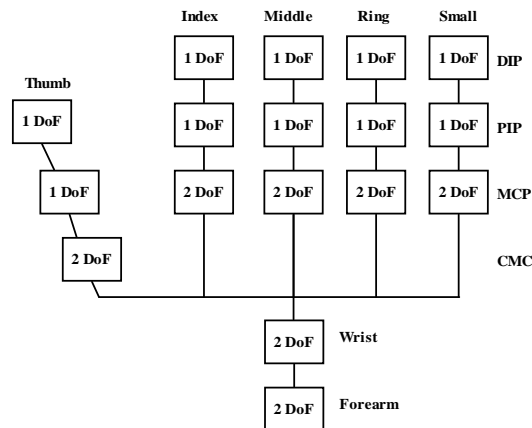 Index Middle Ring Small
1 DoF 1 DoF 1 DoF 1 DoF DIP
Thumb
1 DoF 1 DoF 1 DoF 1 DoF 1 DoF PIP
1 DoF 2 DoF 2 DoF 2 DoF 2 DoF MCP
2 DoF CMC
2 DoF Wrist
2 DoF Forearm